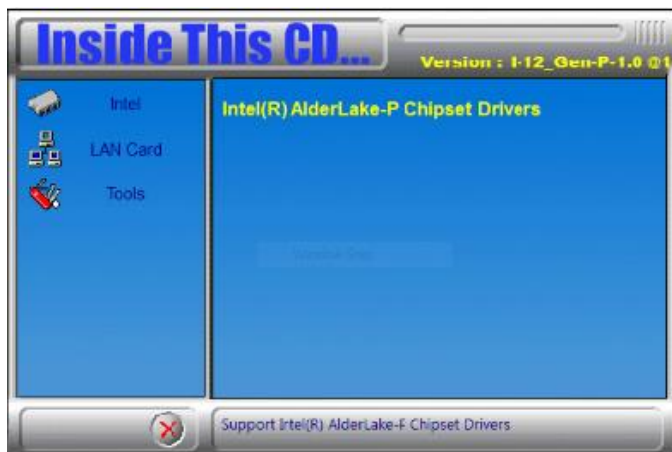 Inside This CD...
Version : I-12_Gen-P-1.0 @1
Intel
LAN Card
Tools
Intel(R) AlderLake-P Chipset Drivers
Support Intel(R) AlderLake-F Chipset Drivers